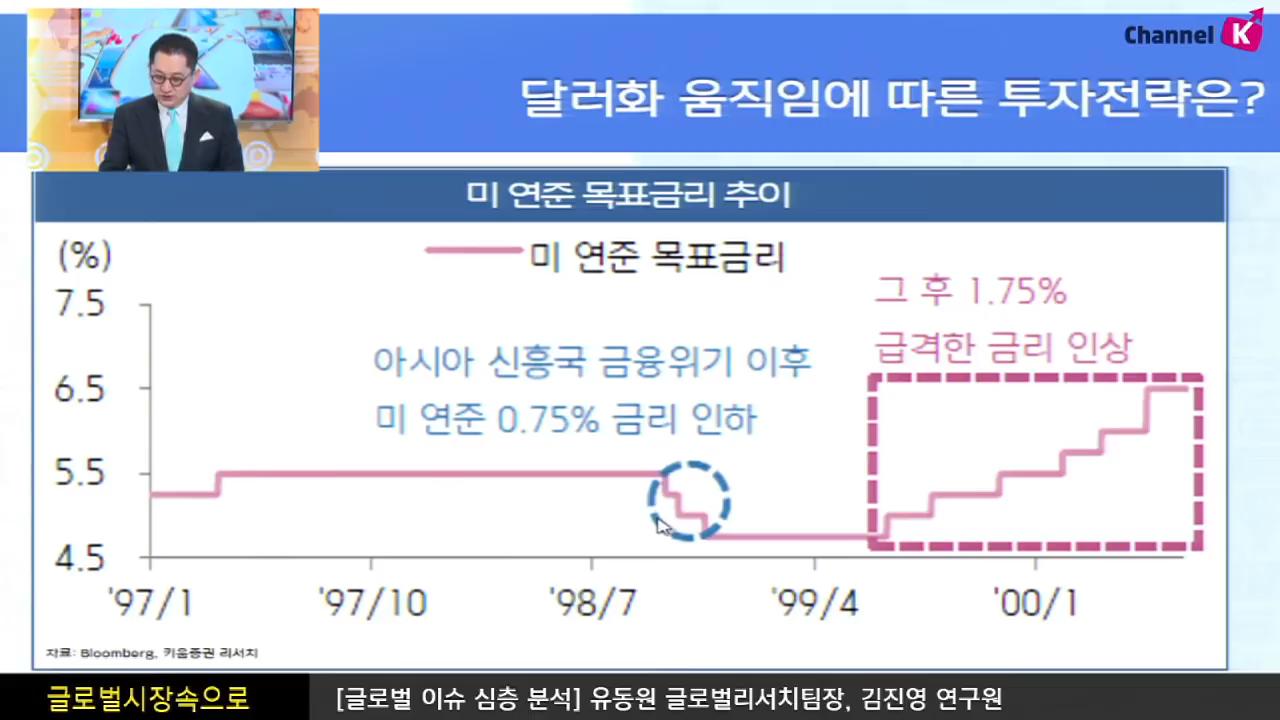 Channel K
달러화 움직임에 따른 투자전략은?
미 연준 목표금리 추이
(%)
미 연준 목표금리
그 후 1.75%
급격한 금리 인상
아시아 신흥국 금융위기 이후
미 연준 0.75% 금리 인하
7.5
6.5
5.5
4.5
'97/1 '97/10 '98/7 '99/4 '00/1
자료: Bloomberg, 키움증권 리서치
글로벌시장속으로
[글로벌 이슈 심층 분석] 유동원 글로벌리서치팀장, 김진영 연구원